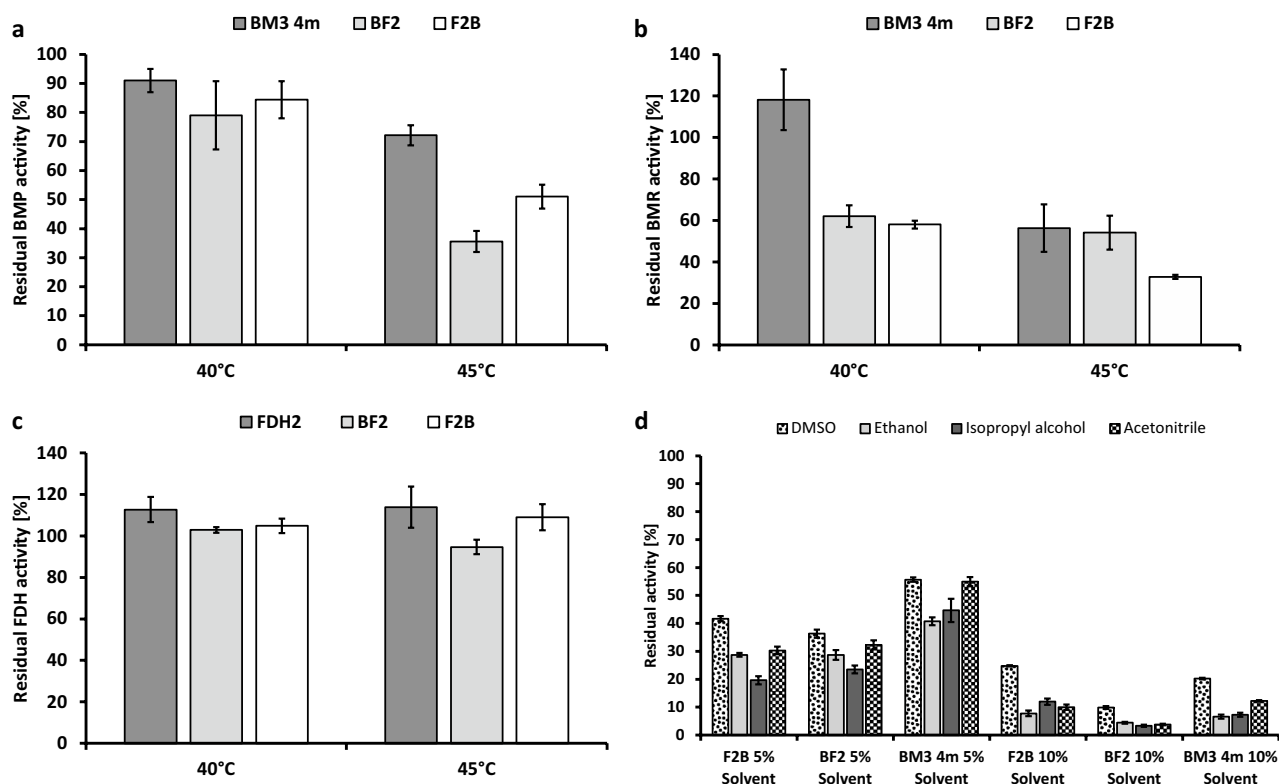 a
BM3 4m BF2 F2B
Residual BMP activity [%]
100
90
80
70
60
50
40
30
20
10
0
40°C 45°C
b
BM3 4m BF2 F2B
Residual BMR activity [%]
140
120
100
80
60
40
20
0
40°C 45°C
c
FDH2 BF2 F2B
Residual FDH activity [%]
140
120
100
80
60
40
20
0
40°C 45°C
d
DMSO Ethanol Isopropyl alcohol Acetonitrile
Residual activity [%]
100
90
80
70
60
50
40
30
20
10
0
F2B 5% BF2 5% BM3 4m 5% F2B 10% BF2 10% BM3 4m 10%
Solvent Solvent Solvent Solvent Solvent Solvent